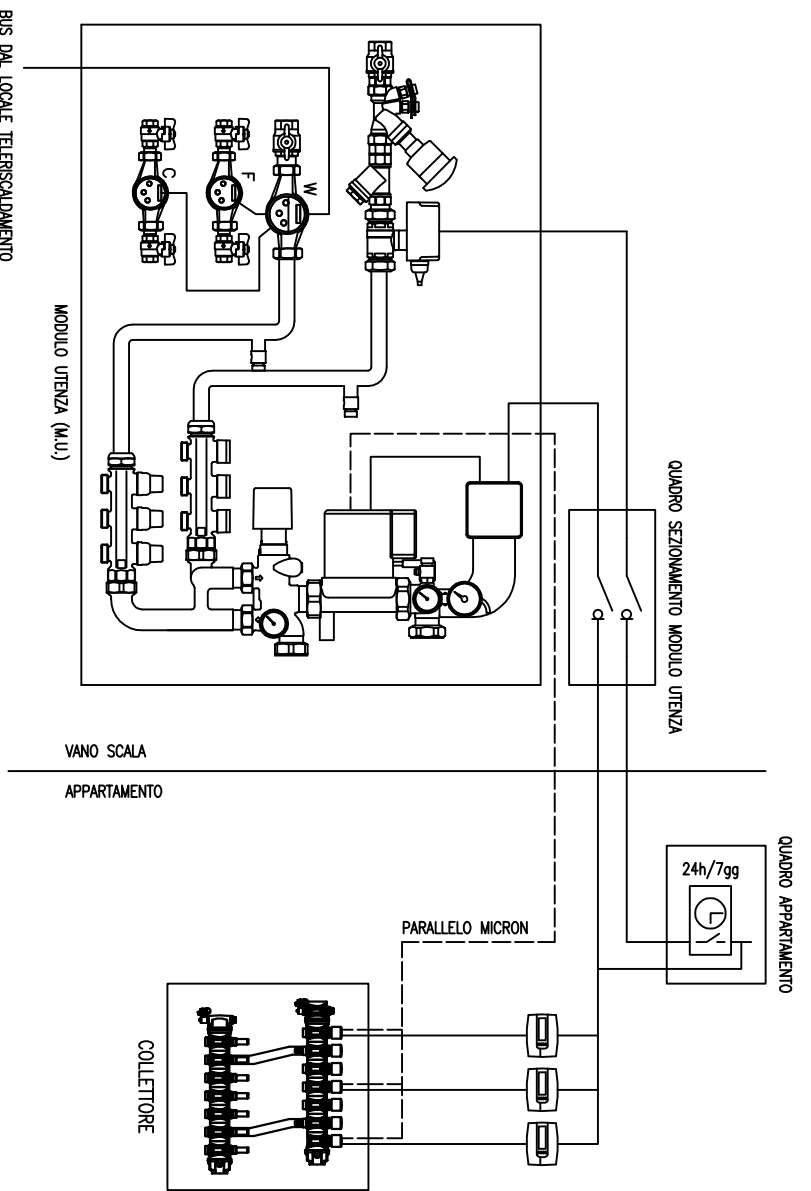 BUS DAL LOCALE TELERISCALDAMENTO
C
F
W
MODULO UTENZA (M.U.)
QUADRO SEZIONAMENTO MODULO UTENZA
VANO SCALA
APPARTAMENTO
QUADRO APPARTAMENTO
24h/7gg
PARALLELO MICRON
COLLETTORE